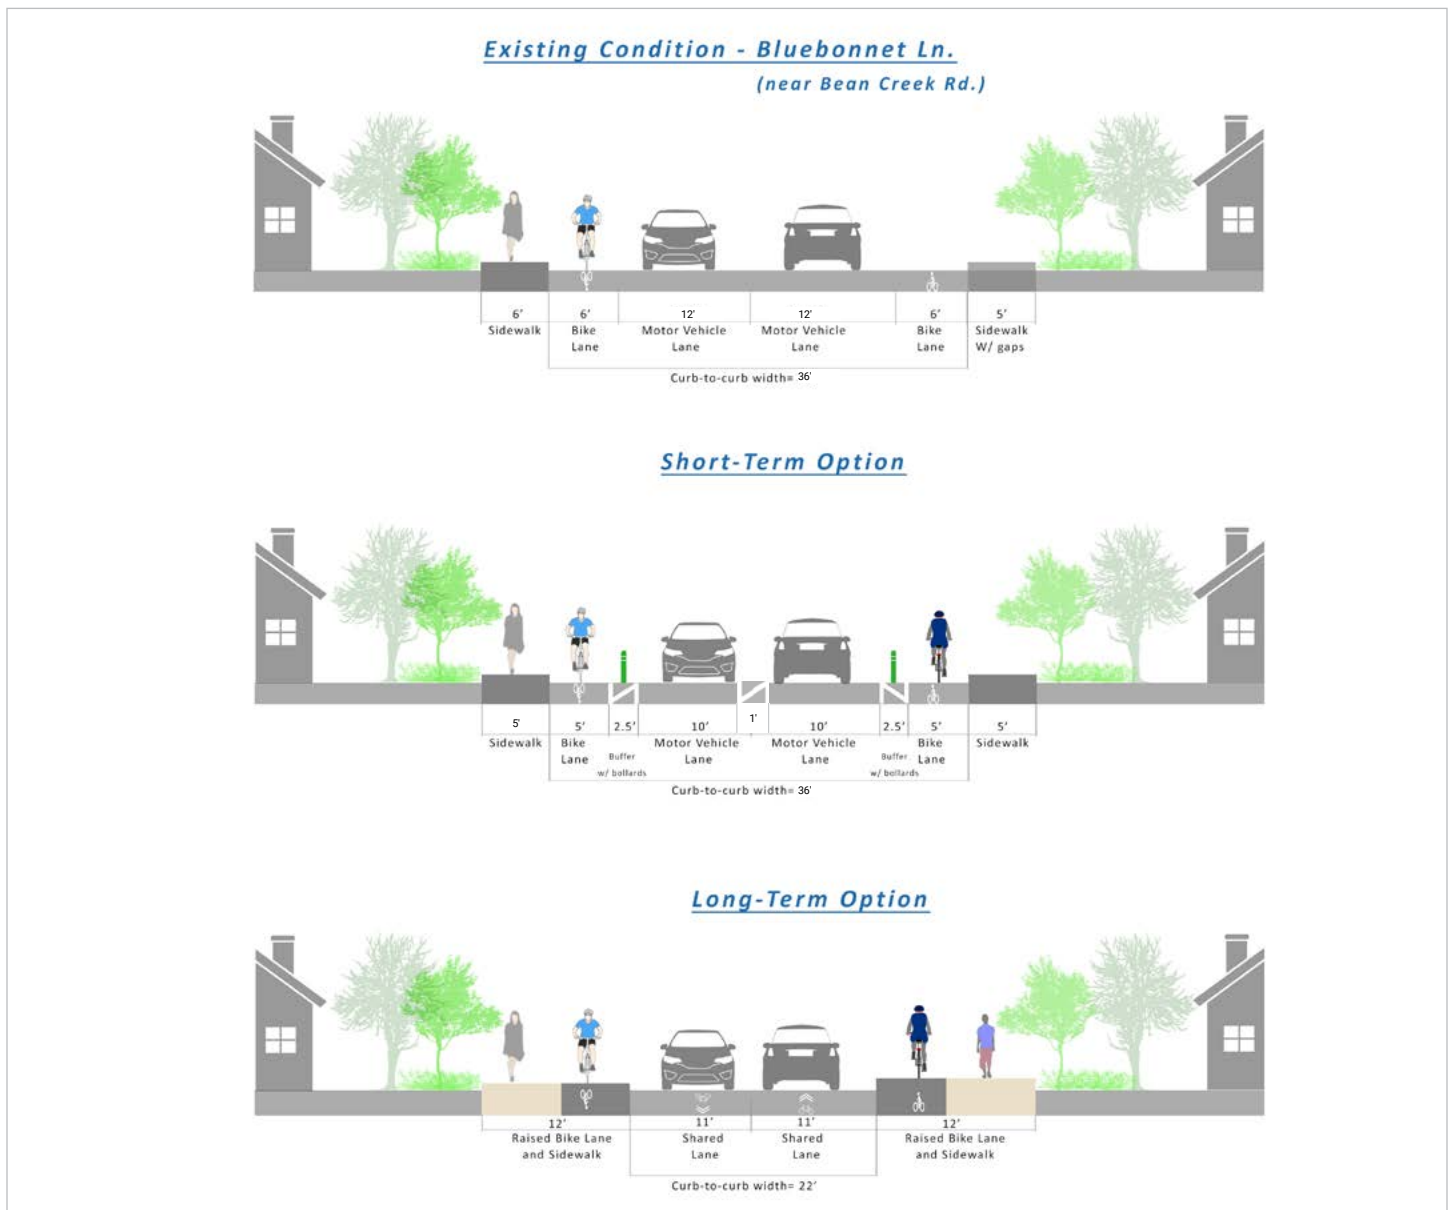 Existing Condition - Bluebonnet Ln.
(near Bean Creek Rd.)
6' 6' 12' 12' 6' 5'
Sidewalk Bike Motor Vehicle Motor Vehicle Bike Sidewalk
Lane Lane Lane Lane W/ gaps
Curb-to-curb width= 36'
Short-Term Option
5' 5' 2.5' 10' 1' 10' 2.5' 5' 5'
Sidewalk Bike Motor Vehicle Motor Vehicle Bike Sidewalk
Lane Buffer Lane Lane Buffer Lane
w/ bollards w/ bollards
Curb-to-curb width= 36'
Long-Term Option
12' 11' 11' 12'
Raised Bike Lane Shared Shared Raised Bike Lane
and Sidewalk Lane Lane and Sidewalk
Curb-to-curb width= 22'